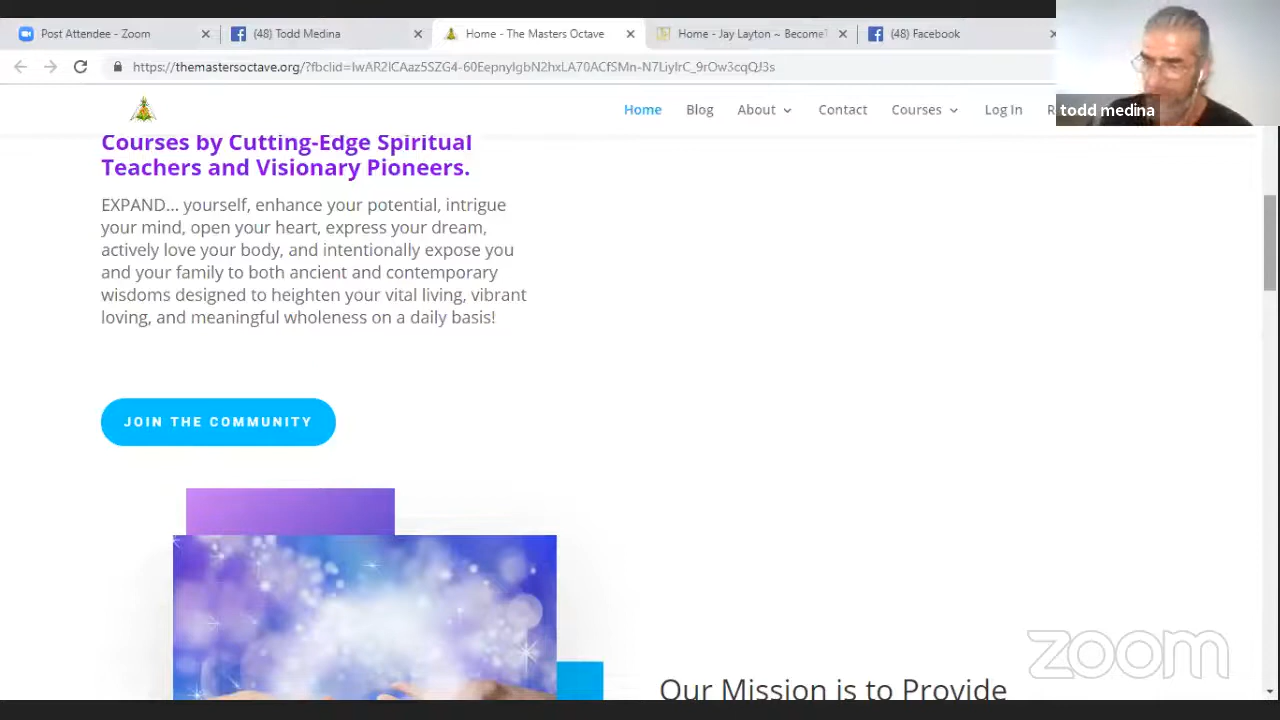 Post Attendee - Zoom
(48) Todd Medina
Home - The Masters Octave
Home - Jay Layton ~ Become
(48) Facebook
https://themastersoctave.org/?fbclid=
todd medina
Home
Blog
About
Contact
Courses
Log In
Courses by Cutting-Edge Spiritual
Teachers and Visionary Pioneers.
EXPAND... yourself, enhance your potential, intrigue
your mind, open your heart, express your dream,
actively love your body, and intentionally expose you
and your family to both ancient and contemporary
wisdoms designed to heighten your vital living, vibrant
loving, and meaningful wholeness on a daily basis!
JOIN THE COMMUNITY
Our Mission is to Provide
zoom